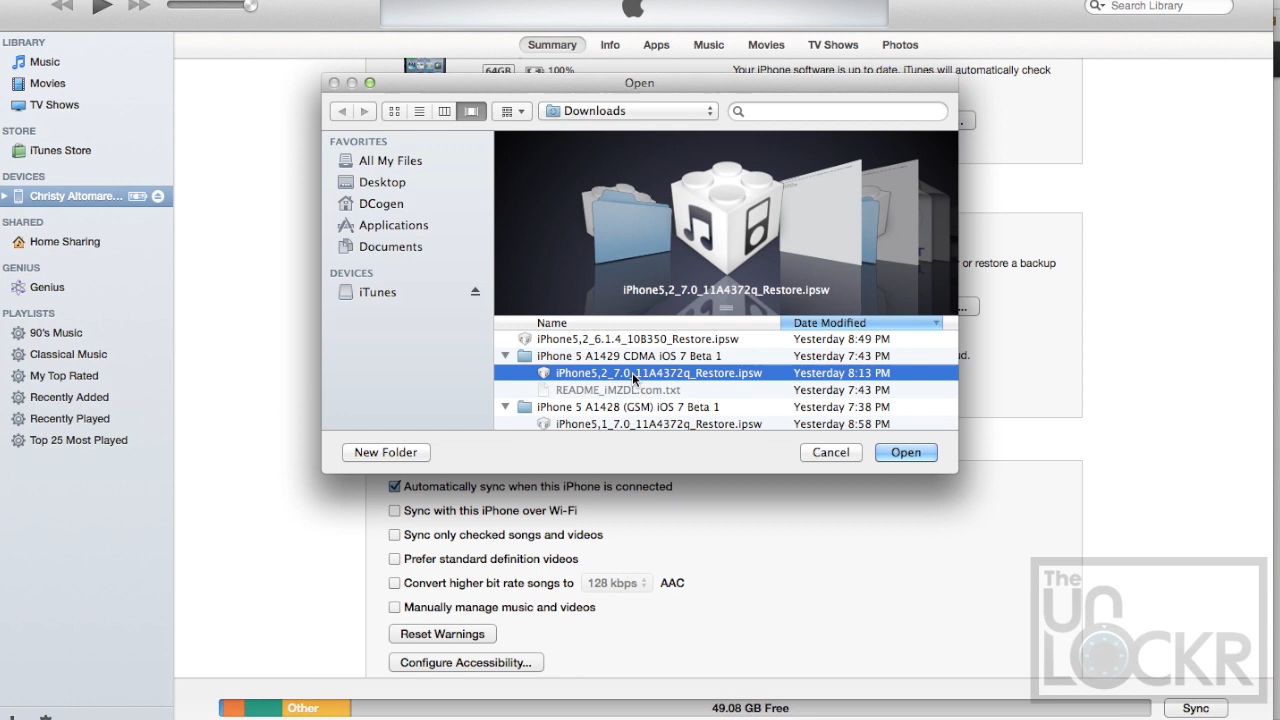 Search Library
LIBRARY
Music
Movies
TV Shows
STORE
iTunes Store
DEVICES
Christy Altomare...
SHARED
Home Sharing
GENIUS
Genius
PLAYLISTS
90's Music
Classical Music
My Top Rated
Recently Added
Recently Played
Top 25 Most Played
Summary Info Apps Music Movies TV Shows Photos
64GB 100%
Your iPhone software is up to date. iTunes will automatically check
Open
Downloads
FAVORITES
All My Files
Desktop
DCogen
Applications
Documents
DEVICES
iTunes
iPhone5,2_7.0_11A4372q_Restore.ipsw
Name Date Modified
iPhone5,2_6.1.4_10B350_Restore.ipsw Yesterday 8:49 PM
iPhone 5 A1429 CDMA iOS 7 Beta 1 Yesterday 7:43 PM
iPhone5,2_7.0_11A4372q_Restore.ipsw Yesterday 8:13 PM
README_iMZDL.com.txt Yesterday 7:43 PM
iPhone 5 A1428 (GSM) iOS 7 Beta 1 Yesterday 7:38 PM
iPhone5,1_7.0_11A4372q_Restore.ipsw Yesterday 8:58 PM
New Folder Cancel Open
or restore a backup
...
d.
Automatically sync when this iPhone is connected
Sync with this iPhone over Wi-Fi
Sync only checked songs and videos
Prefer standard definition videos
Convert higher bit rate songs to 128 kbps AAC
Manually manage music and videos
Reset Warnings
Configure Accessibility...
Other 49.08 GB Free Sync
The
UN
LOCKR